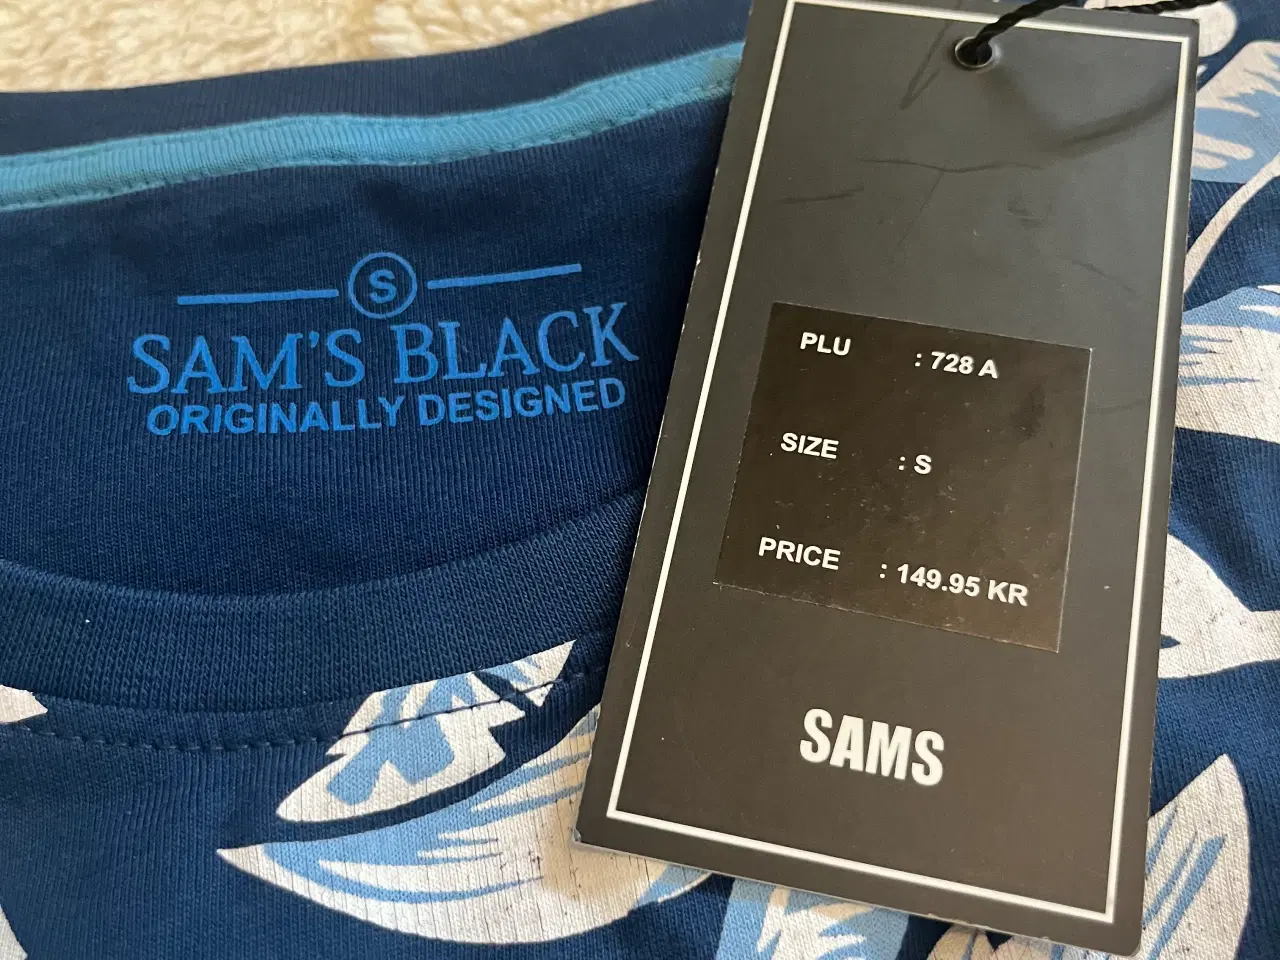 S
SAM'S BLACK
ORIGINALLY DESIGNED
PLU : 728 A
SIZE : S
PRICE : 149.95 KR
SAMS